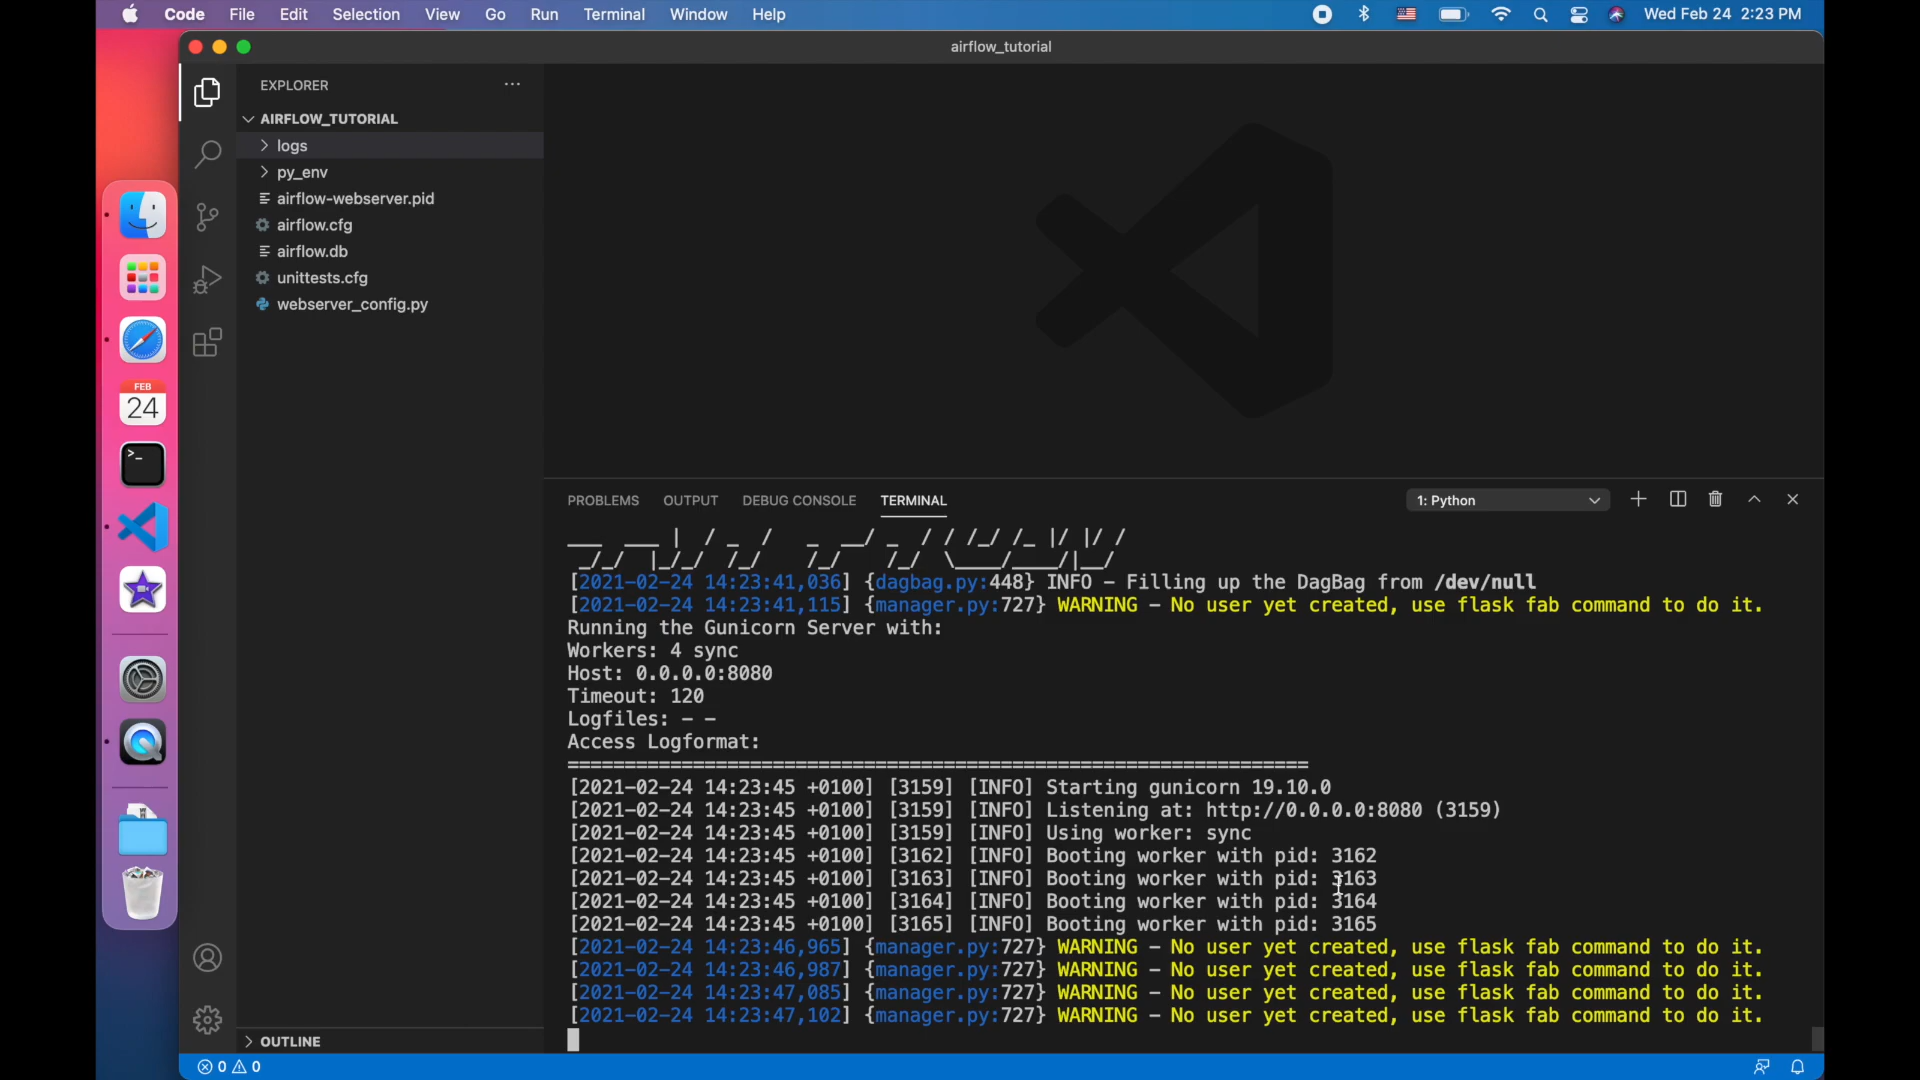 Code File Edit Selection View Go Run Terminal Window Help Wed Feb 24 2:23 PM
airflow_tutorial
EXPLORER
AIRFLOW_TUTORIAL
logs
py_env
airflow-webserver.pid
airflow.cfg
airflow.db
unittests.cfg
webserver_config.py
FEB
24
PROBLEMS OUTPUT DEBUG CONSOLE TERMINAL 1: Python
[2021-02-24 14:23:41,036] {dagbag.py:448} INFO - Filling up the DagBag from /dev/null
[2021-02-24 14:23:41,115] {manager.py:727} WARNING - No user yet created, use flask fab command to do it.
Running the Gunicorn Server with:
Workers: 4 sync
Host: 0.0.0.0:8080
Timeout: 120
Logfiles: - -
Access Logformat:
=================================================================
[2021-02-24 14:23:45 +0100] [3159] [INFO] Starting gunicorn 19.10.0
[2021-02-24 14:23:45 +0100] [3159] [INFO] Listening at: http://0.0.0.0:8080 (3159)
[2021-02-24 14:23:45 +0100] [3159] [INFO] Using worker: sync
[2021-02-24 14:23:45 +0100] [3162] [INFO] Booting worker with pid: 3162
[2021-02-24 14:23:45 +0100] [3163] [INFO] Booting worker with pid: 3163
[2021-02-24 14:23:45 +0100] [3164] [INFO] Booting worker with pid: 3164
[2021-02-24 14:23:45 +0100] [3165] [INFO] Booting worker with pid: 3165
[2021-02-24 14:23:46,965] {manager.py:727} WARNING - No user yet created, use flask fab command to do it.
[2021-02-24 14:23:46,987] {manager.py:727} WARNING - No user yet created, use flask fab command to do it.
[2021-02-24 14:23:47,085] {manager.py:727} WARNING - No user yet created, use flask fab command to do it.
[2021-02-24 14:23:47,102] {manager.py:727} WARNING - No user yet created, use flask fab command to do it.
OUTLINE
0 0